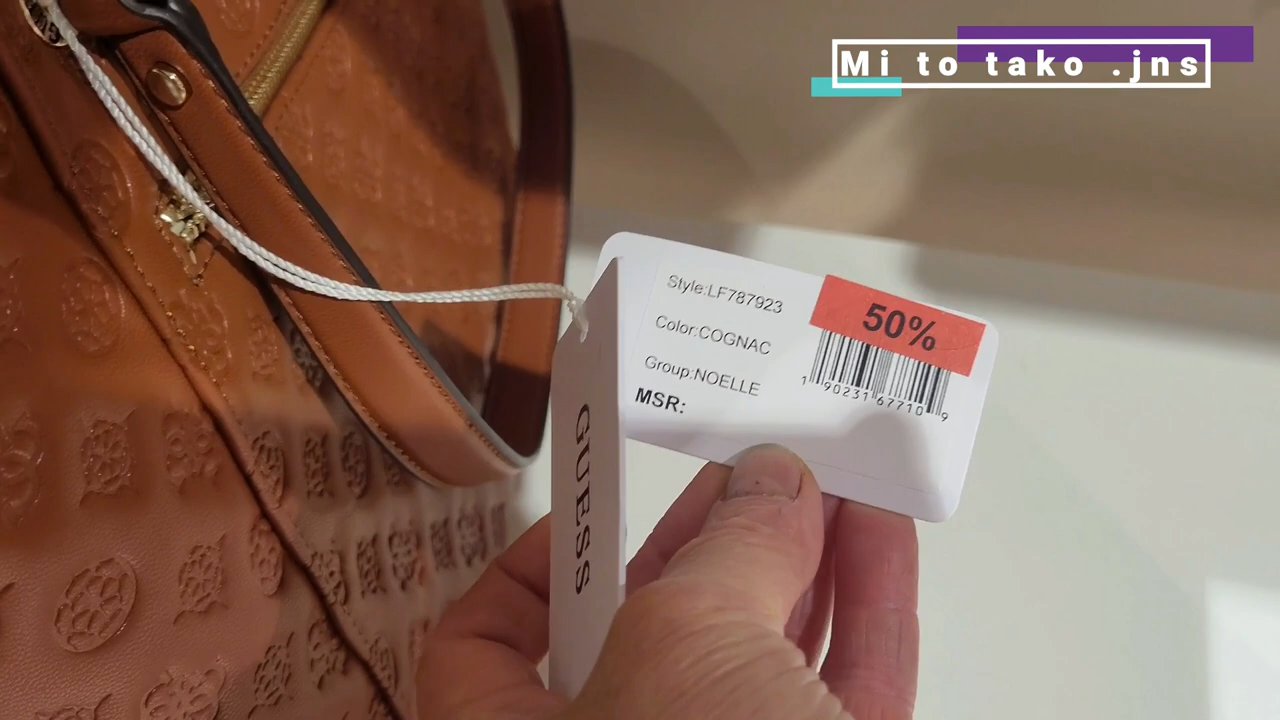 Mi to tako .jns
Style:LF787923
Color:COGNAC
Group:NOELLE
MSR:
50%
1 90231 67710 9
GUESS